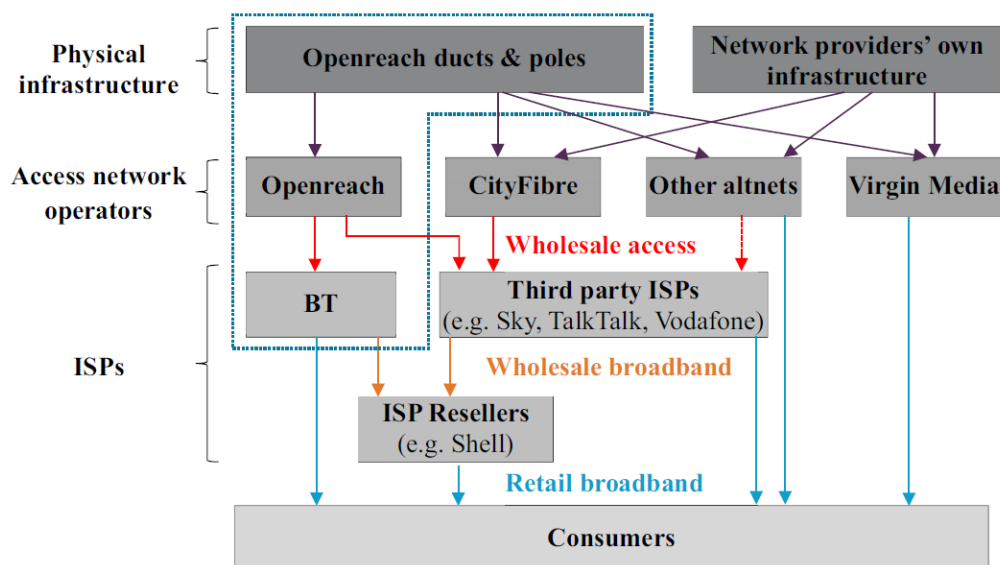 Physical
infrastructure
Openreach ducts & poles
Network providers’ own
infrastructure
Access network
operators
Openreach
CityFibre
Other altnets
Virgin Media
Wholesale access
ISPs
BT
Third party ISPs
(e.g. Sky, TalkTalk, Vodafone)
Wholesale broadband
ISP Resellers
(e.g. Shell)
Retail broadband
Consumers